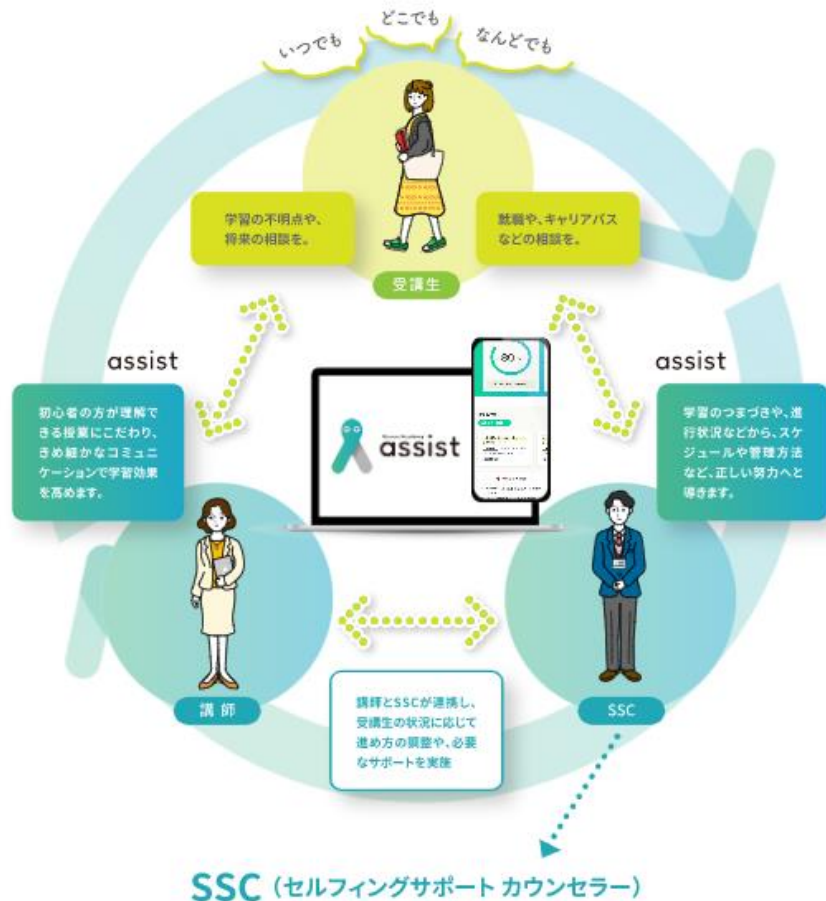 いつでも
どこでも
なんどでも
学習の不明点や、
将来の相談を。
就職や、キャリアパス
などの相談を。
受講生
assist
assist
初心者の方が理解で
きる授業にこだわり、
きめ細かなコミュニ
ケーションで学習効果
を高めます。
80
assist
学習のつまづきや、進
行状況などから、スケ
ジュールや管理方法
など、正しい努力へと
導きます。
講師
SSC
講師とSSCが連携し、
受講生の状況に応じて
進め方の調整や、必要
なサポートを実施
SSC（セルフィングサポート カウンセラー）